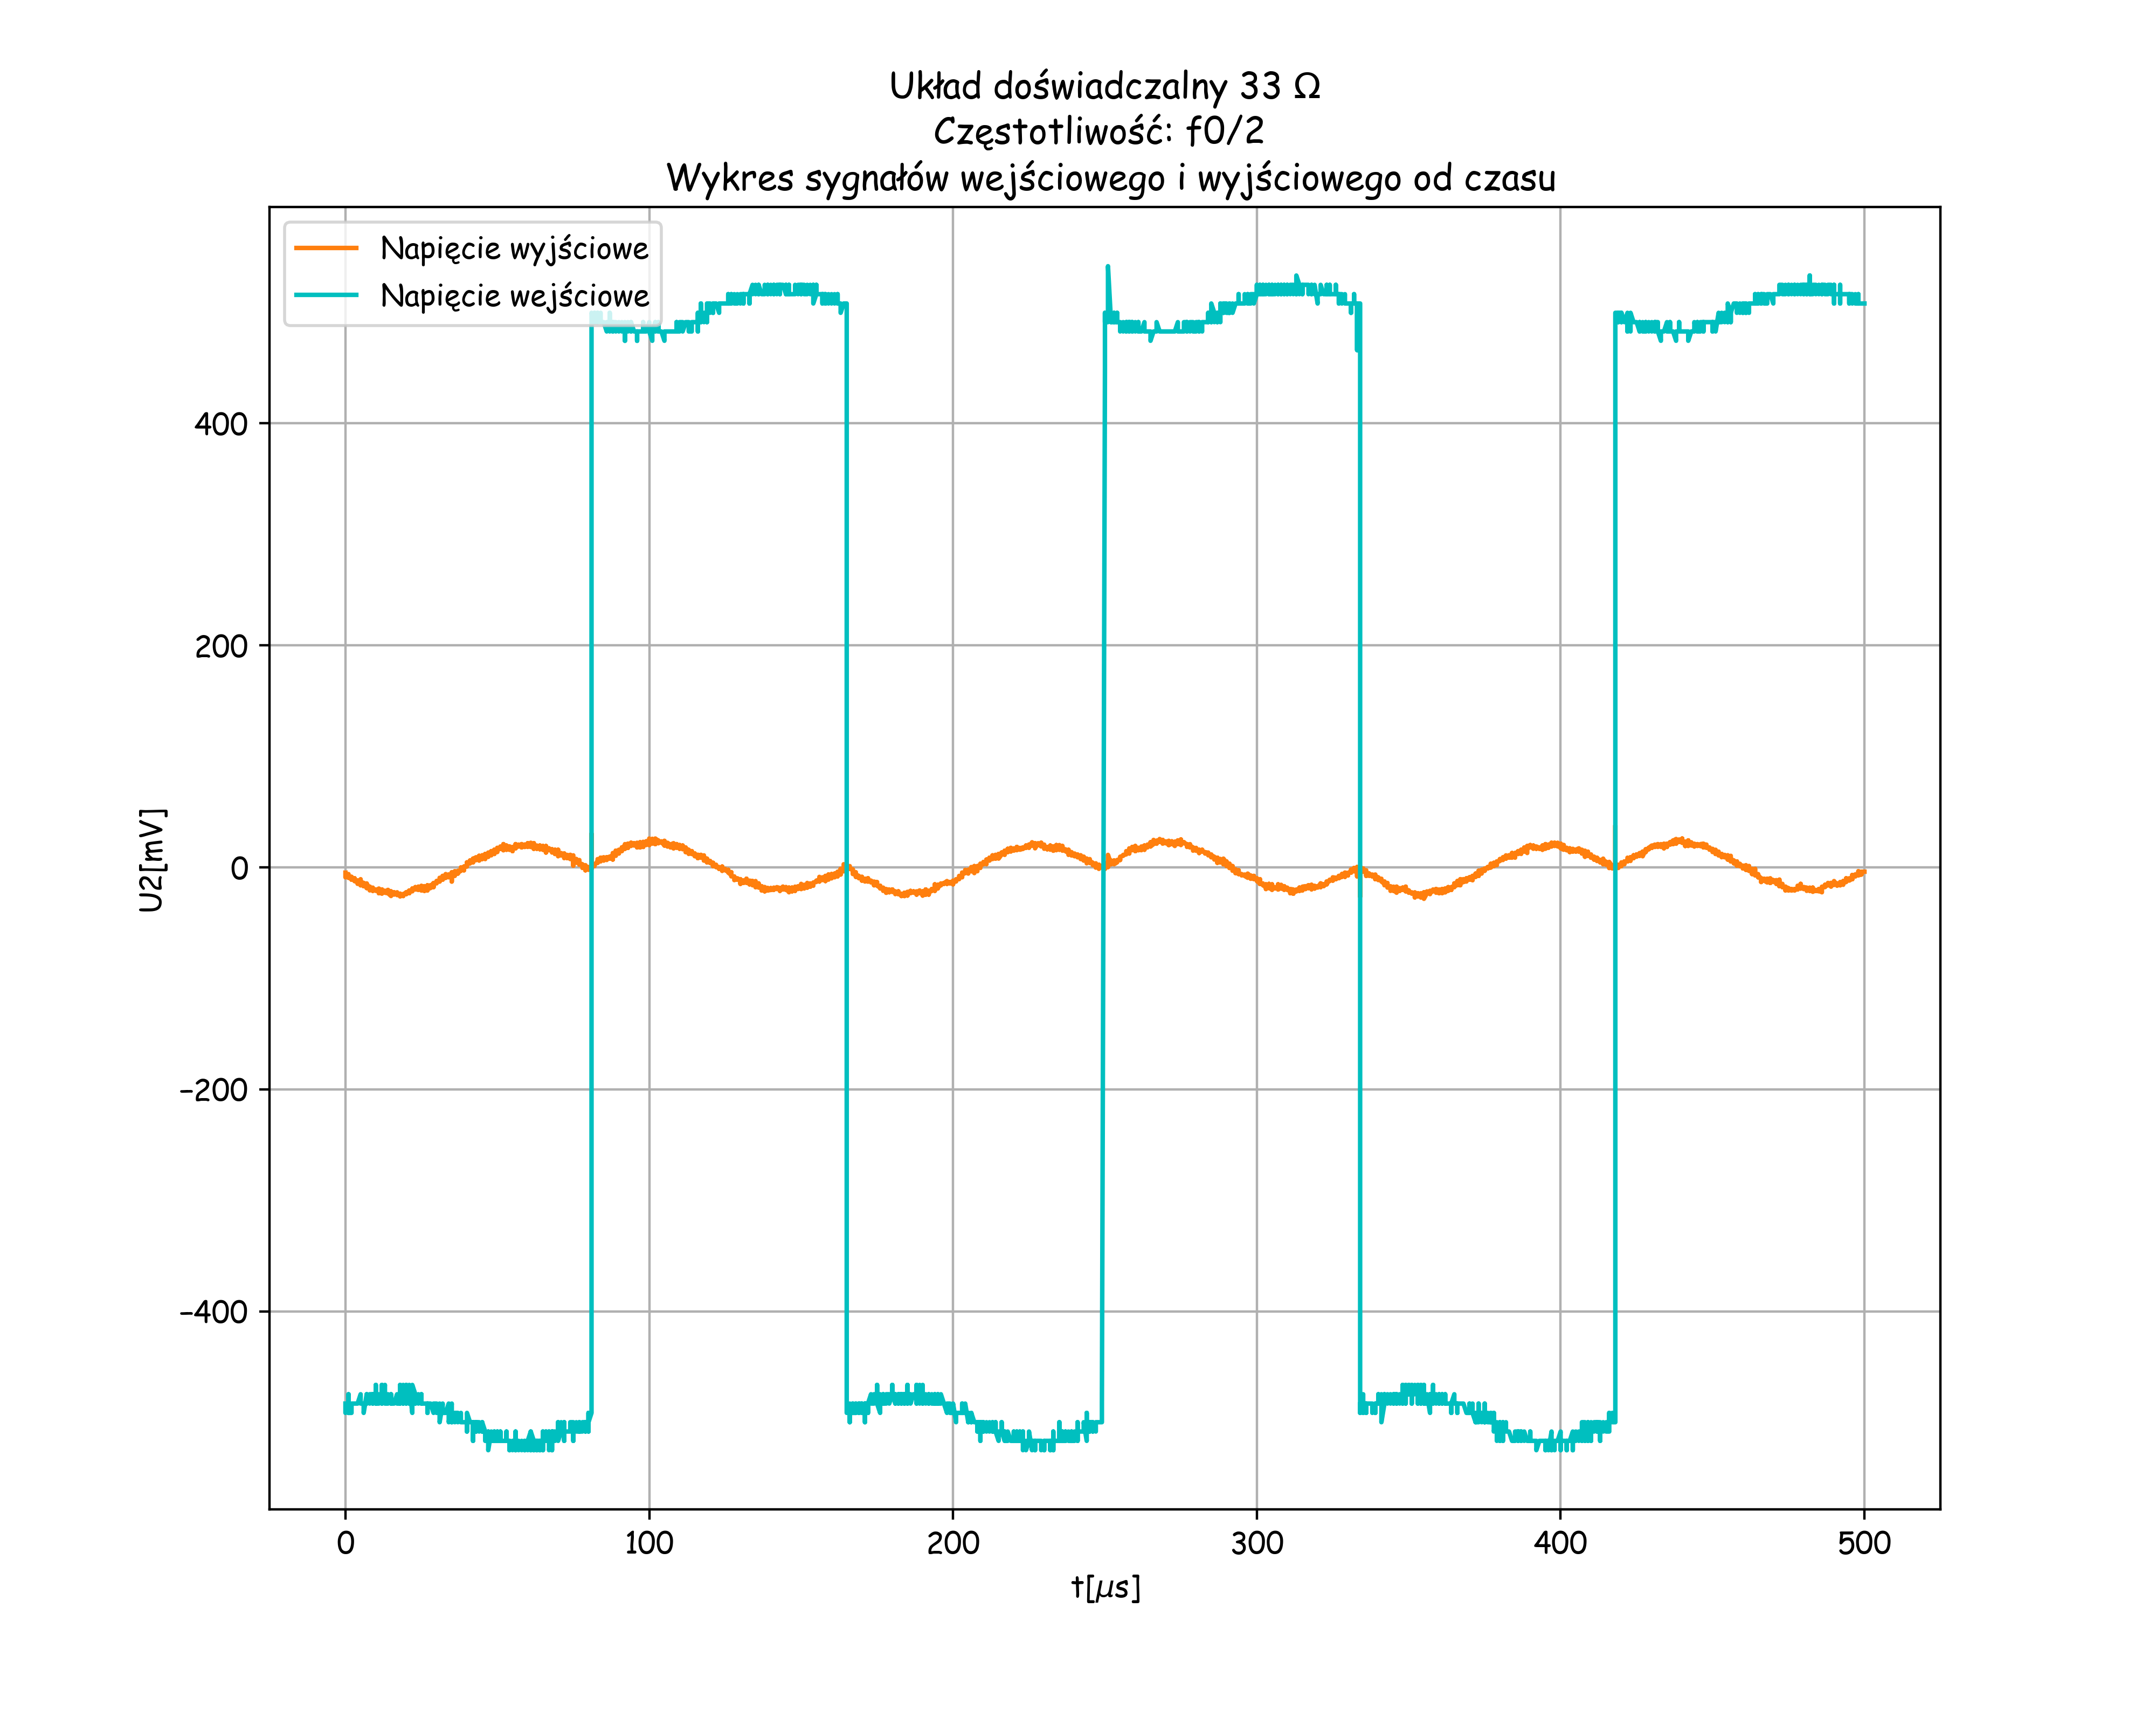 Układ doświadczalny 33 Ω
Częstotliwość: f0/2
Wykres sygnałów wejściowego i wyjściowego od czasu
Napięcie wyjściowe
Napięcie wejściowe
400
200
0
−200
−400
U2[mV]
0 100 200 300 400 500
t[μs]